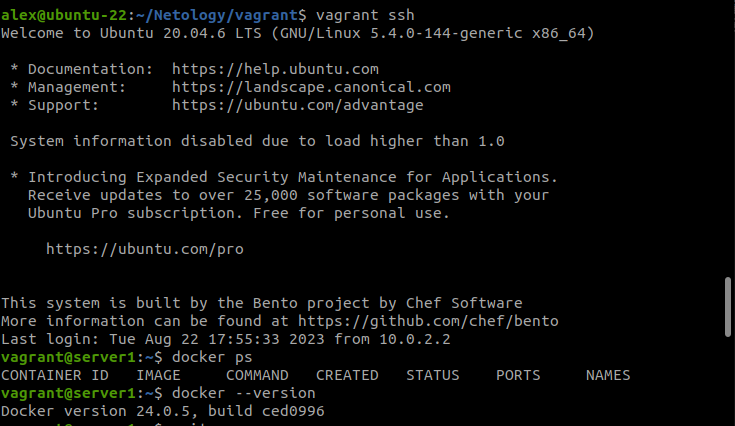 alex@ubuntu-22:~/Netology/vagrant$ vagrant ssh
Welcome to Ubuntu 20.04.6 LTS (GNU/Linux 5.4.0-144-generic x86_64)
* Documentation:  https://help.ubuntu.com
* Management:     https://landscape.canonical.com
* Support:        https://ubuntu.com/advantage
System information disabled due to load higher than 1.0
* Introducing Expanded Security Maintenance for Applications.
Receive updates to over 25,000 software packages with your
Ubuntu Pro subscription. Free for personal use.
https://ubuntu.com/pro
This system is built by the Bento project by Chef Software
More information can be found at https://github.com/chef/bento
Last login: Tue Aug 22 17:55:33 2023 from 10.0.2.2
vagrant@server1:~$ docker ps
CONTAINER ID   IMAGE     COMMAND   CREATED   STATUS    PORTS     NAMES
vagrant@server1:~$ docker --version
Docker version 24.0.5, build ced0996